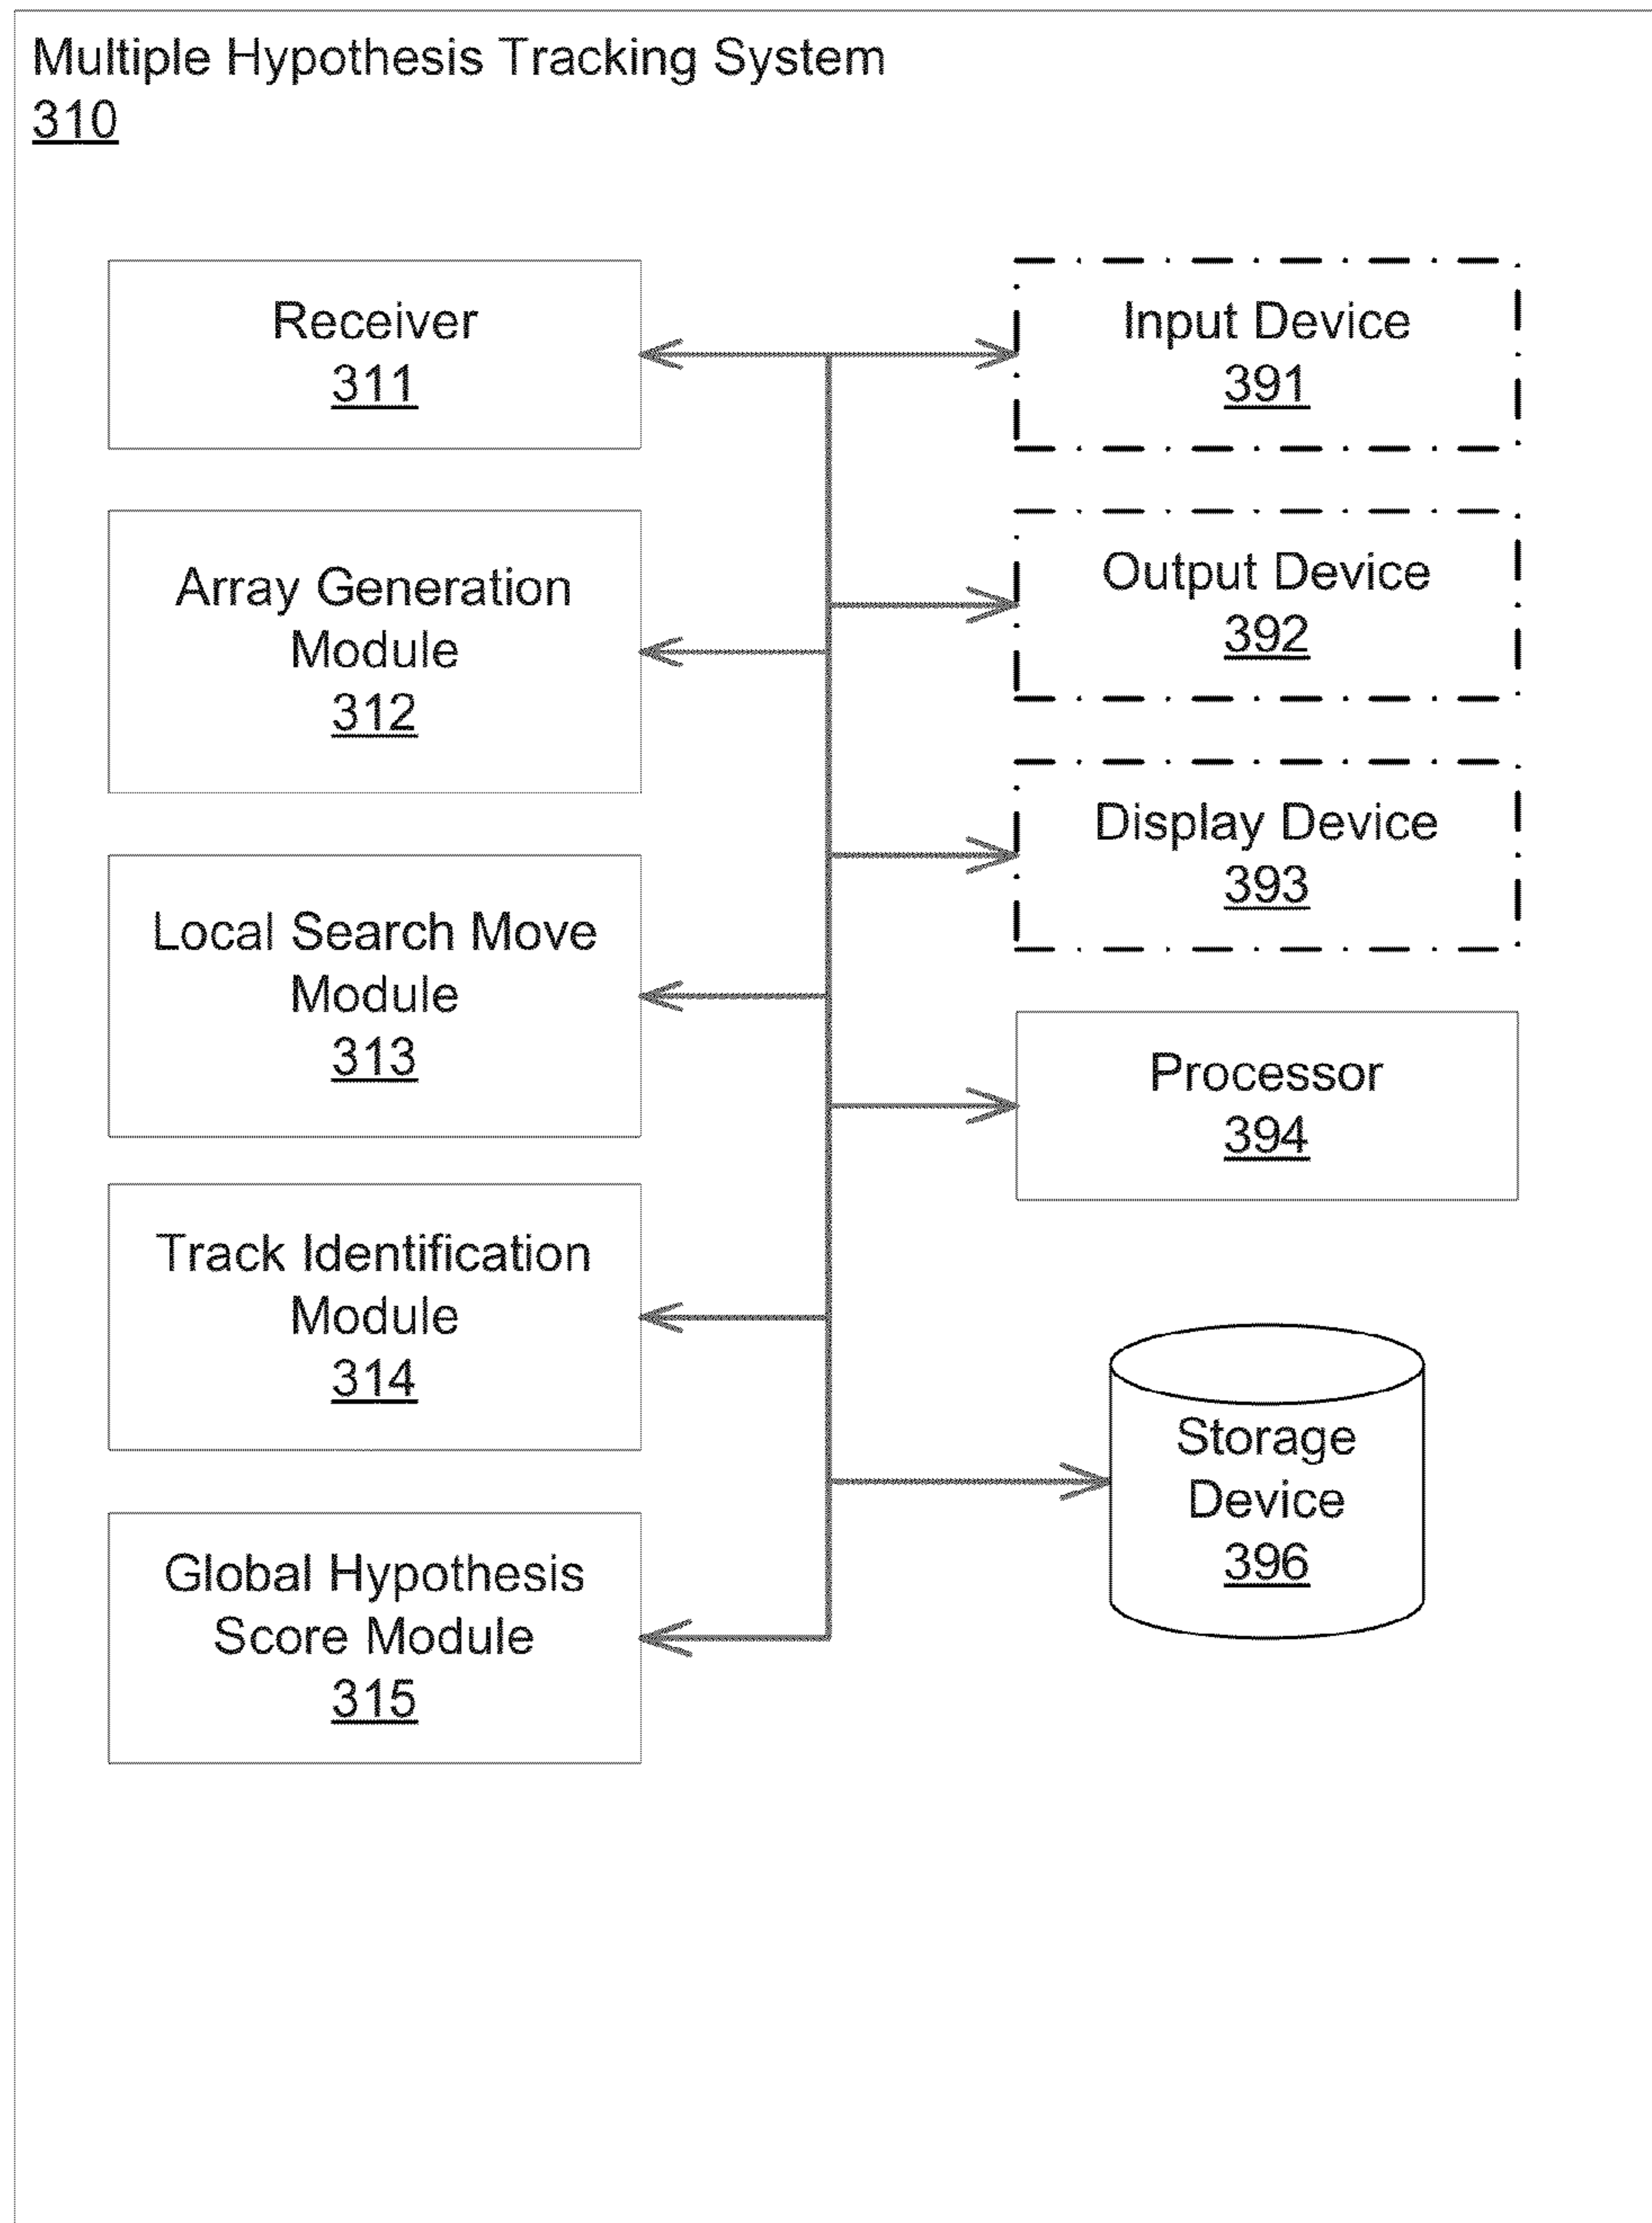 Multiple Hypothesis Tracking System
310
Receiver
311
Array Generation
Module
312
Local Search Move
Module
313
Track Identification
Module
314
Global Hypothesis
Score Module
315
Input Device
391
Output Device
392
Display Device
393
Processor
394
Storage
Device
396